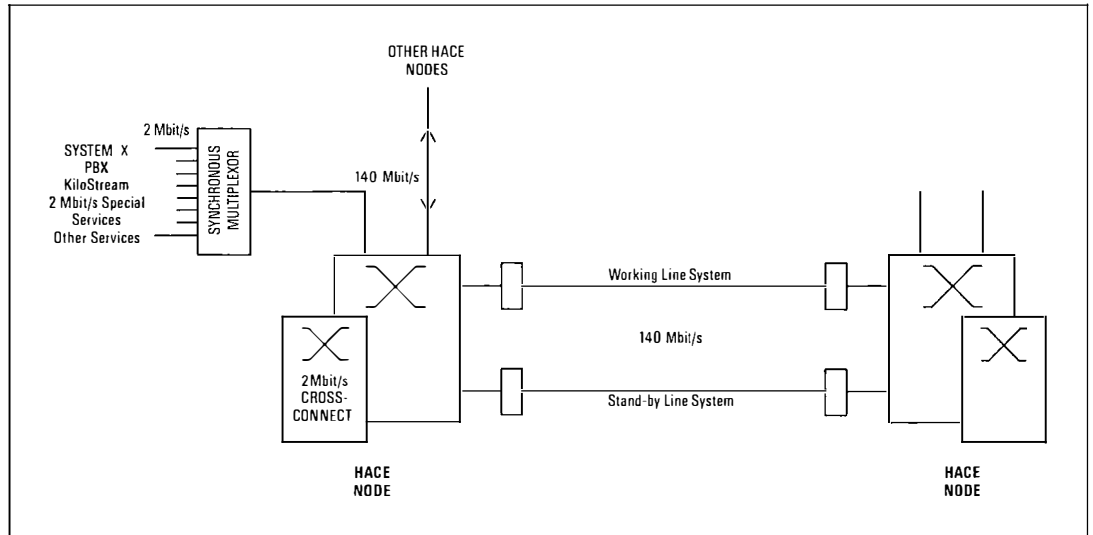 OTHER HACE
NODES
2 Mbit/s
SYSTEM X
PBX
KiloStream
2 Mbit/s Special
Services
Other Services
SYNCHRONOUS
MULTIPLEXOR
140 Mbit/s
Working Line System
140 Mbit/s
Stand-by Line System
2Mbit/s
CROSS-
CONNECT
HACE
NODE
HACE
NODE